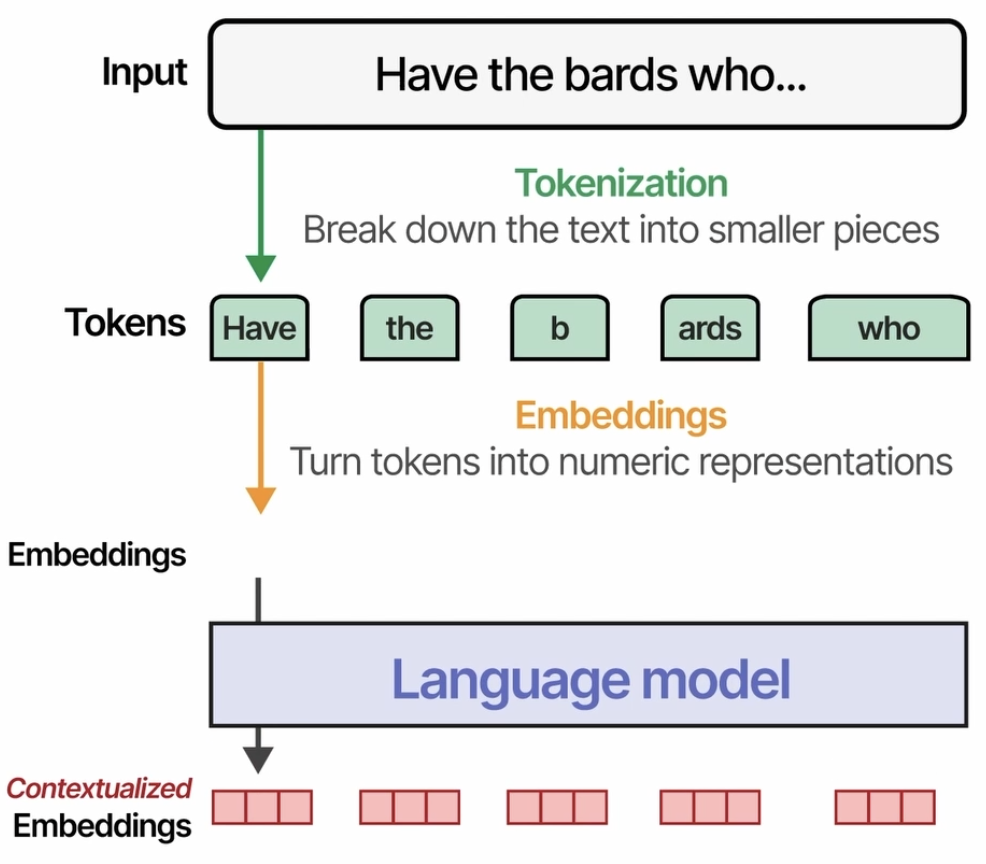 Input
Have the bards who...
Tokenization
Break down the text into smaller pieces
Tokens
Have the b ards who
Embeddings
Turn tokens into numeric representations
Embeddings
Language model
Contextualized
Embeddings